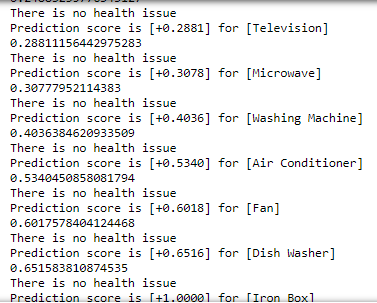 There is no health issue
Prediction score is [+0.2881] for [Television]
0.28811156442975283
There is no health issue
Prediction score is [+0.3078] for [Microwave]
0.30777952114383
There is no health issue
Prediction score is [+0.4036] for [Washing Machine]
0.4036384620933509
There is no health issue
Prediction score is [+0.5340] for [Air Conditioner]
0.5340450858081794
There is no health issue
Prediction score is [+0.6018] for [Fan]
0.6017578404124468
There is no health issue
Prediction score is [+0.6516] for [Dish Washer]
0.651583810874535
There is no health issue
Prediction score is [+1.0000] for [Iron Box]